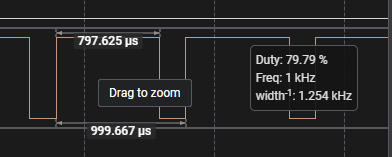 797.625 µs
Duty: 79.79 %
Freq: 1 kHz
width⁻¹: 1.254 kHz
Drag to zoom
999.667 µs